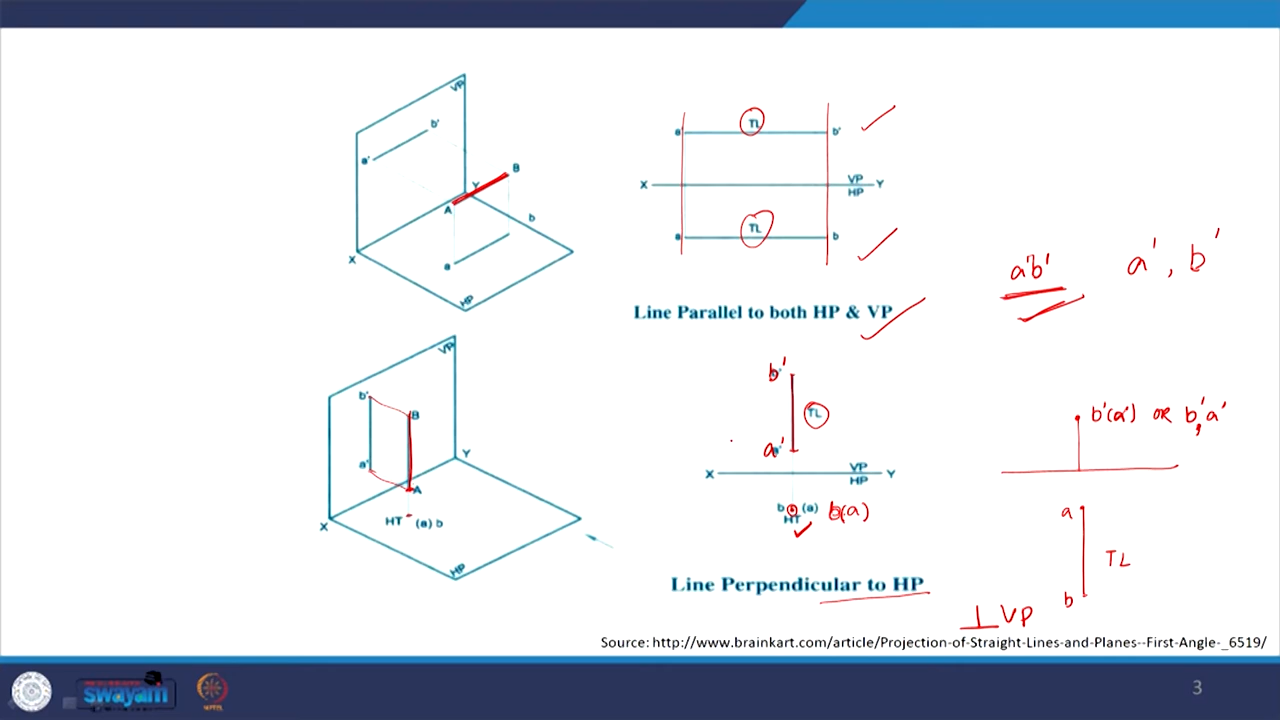 VP
b'
a'
B
Y
A
b
X
a
HP
TL
a'
b'
X
VP
HP
Y
TL
a
b
Line Parallel to both HP & VP
a'b'
a', b'
VP
b'
B
a'
Y
A
X
HT (a) b
HP
b'
TL
a'
X
VP
HP
Y
b (a) b(a)
HT
Line Perpendicular to HP
b'(a') OR b', a'
a
TL
b
⊥ VP
Source: http://www.brainkart.com/article/Projection-of-Straight-Lines-and-Planes--First-Angle-_6519/
swayam
3